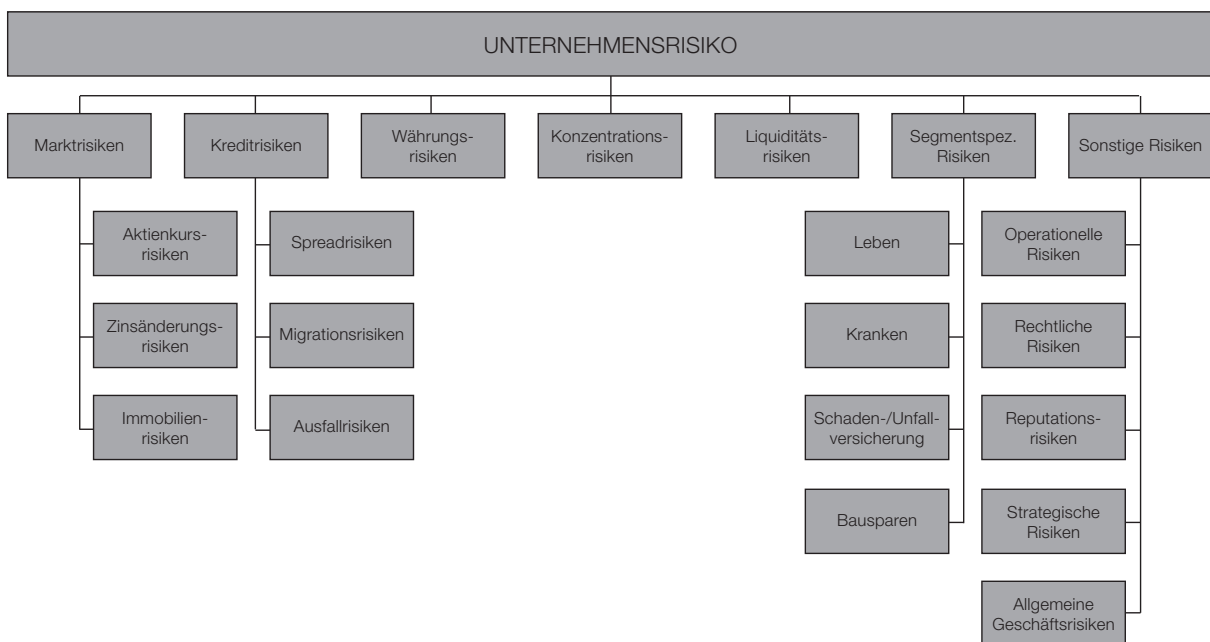 UNTERNEHMENSRISIKO
Marktrisiken
Kreditrisiken
Währungs-
risiken
Konzentrations-
risiken
Liquiditäts-
risiken
Segmentspez.
Risiken
Sonstige Risiken
Aktienkurs-
risiken
Zinsänderungs-
risiken
Immobilien-
risiken
Spreadrisiken
Migrationsrisiken
Ausfallrisiken
Leben
Kranken
Schaden-/Unfall-
versicherung
Bausparen
Operationelle
Risiken
Rechtliche
Risiken
Reputations-
risiken
Strategische
Risiken
Allgemeine
Geschäftsrisiken